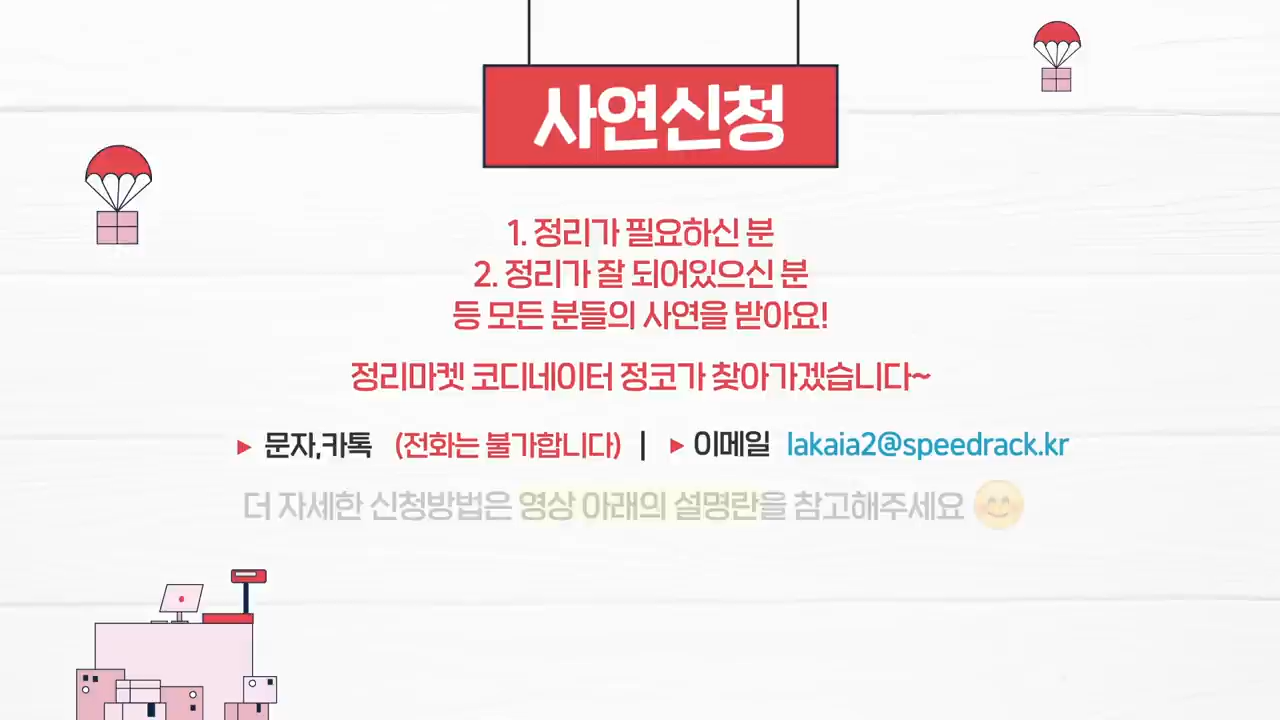 사연신청
1. 정리가 필요하신 분
2. 정리가 잘 되어있으신 분
등 모든 분들의 사연을 받아요!
정리마켓 코디네이터 정코가 찾아가겠습니다~
▶ 문자,카톡 (전화는 불가합니다) | ▶ 이메일 lakaia2@speedrack.kr
더 자세한 신청방법은 영상 아래의 설명란을 참고해주세요 😊